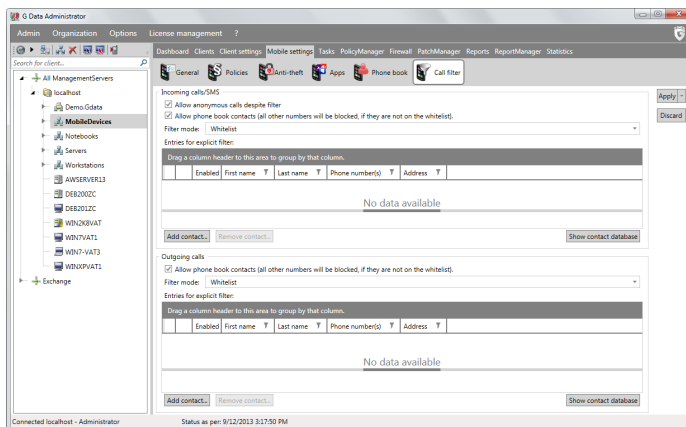 G Data Administrator
Admin Organization Options License management ?
Dashboard Clients Client settings Mobile settings Tasks PolicyManager Firewall PatchManager Reports ReportManager Statistics
Search for client...
General Policies Anti-theft Apps Phone book Call filter
All ManagementServers
localhost
Demo.Gdata
MobileDevices
Notebooks
Servers
Workstations
AWSERVER13
DEB200ZC
DEB201ZC
WIN2K8VAT
WIN7VAT1
WIN7-VAT3
WINXPVAT1
Exchange
Incoming calls/SMS
Allow anonymous calls despite filter
Allow phone book contacts (all other numbers will be blocked, if they are not on the whitelist).
Filter mode: Whitelist
Entries for explicit filter:
Drag a column header to this area to group by that column.
Enabled First name Last name Phone number(s) Address
No data available
Add contact... Remove contact... Show contact database
Outgoing calls
Allow phone book contacts (all other numbers will be blocked, if they are not on the whitelist).
Filter mode: Whitelist
Entries for explicit filter:
Drag a column header to this area to group by that column.
Enabled First name Last name Phone number(s) Address
No data available
Add contact... Remove contact... Show contact database
Apply
Discard
Connected localhost - Administrator Status as per: 9/12/2013 3:17:50 PM